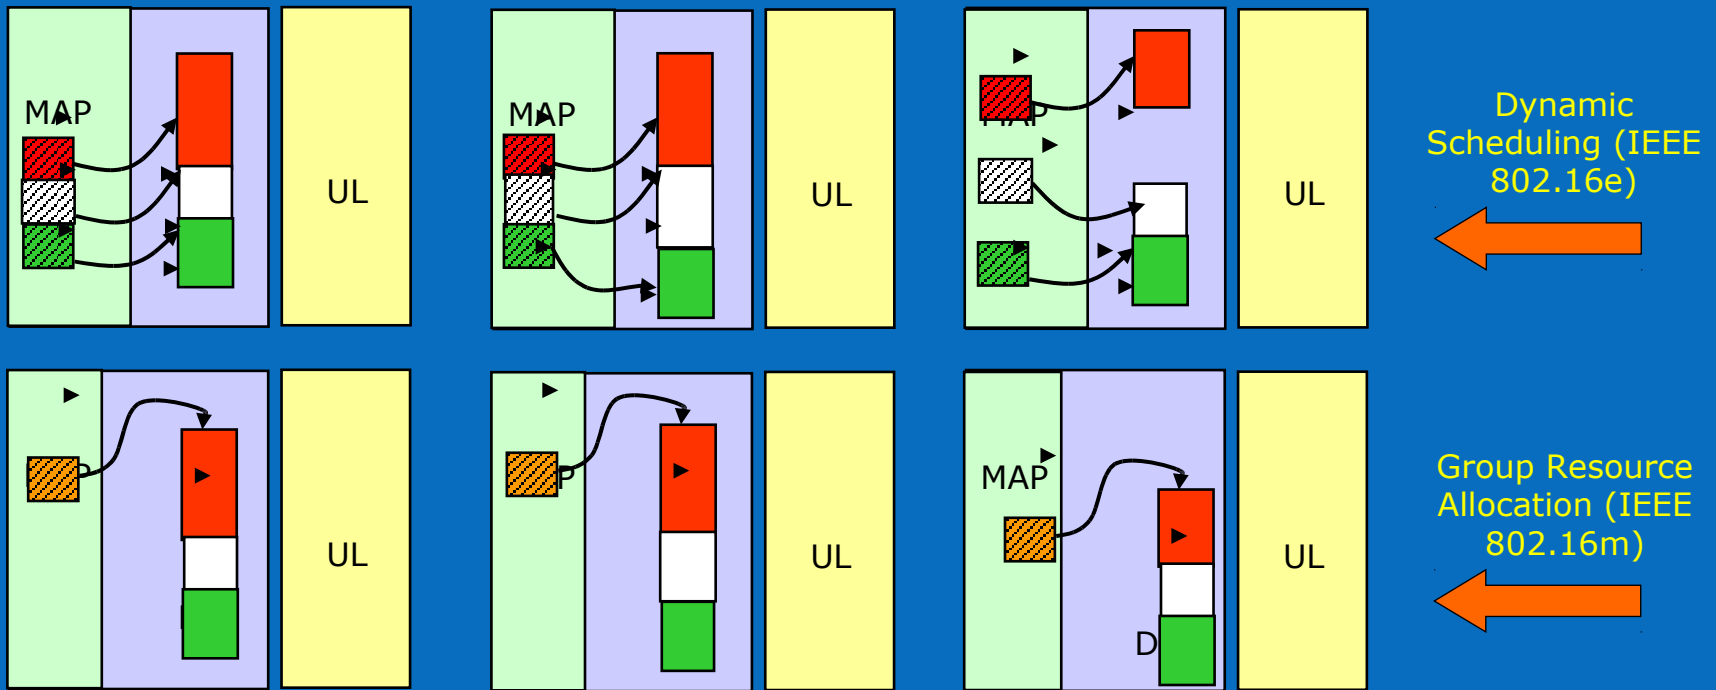 MAP
UL
MAP
UL
MAP
UL
Dynamic
Scheduling (IEEE
802.16e)
P
UL
P
UL
MAP
D
UL
Group Resource
Allocation (IEEE
802.16m)